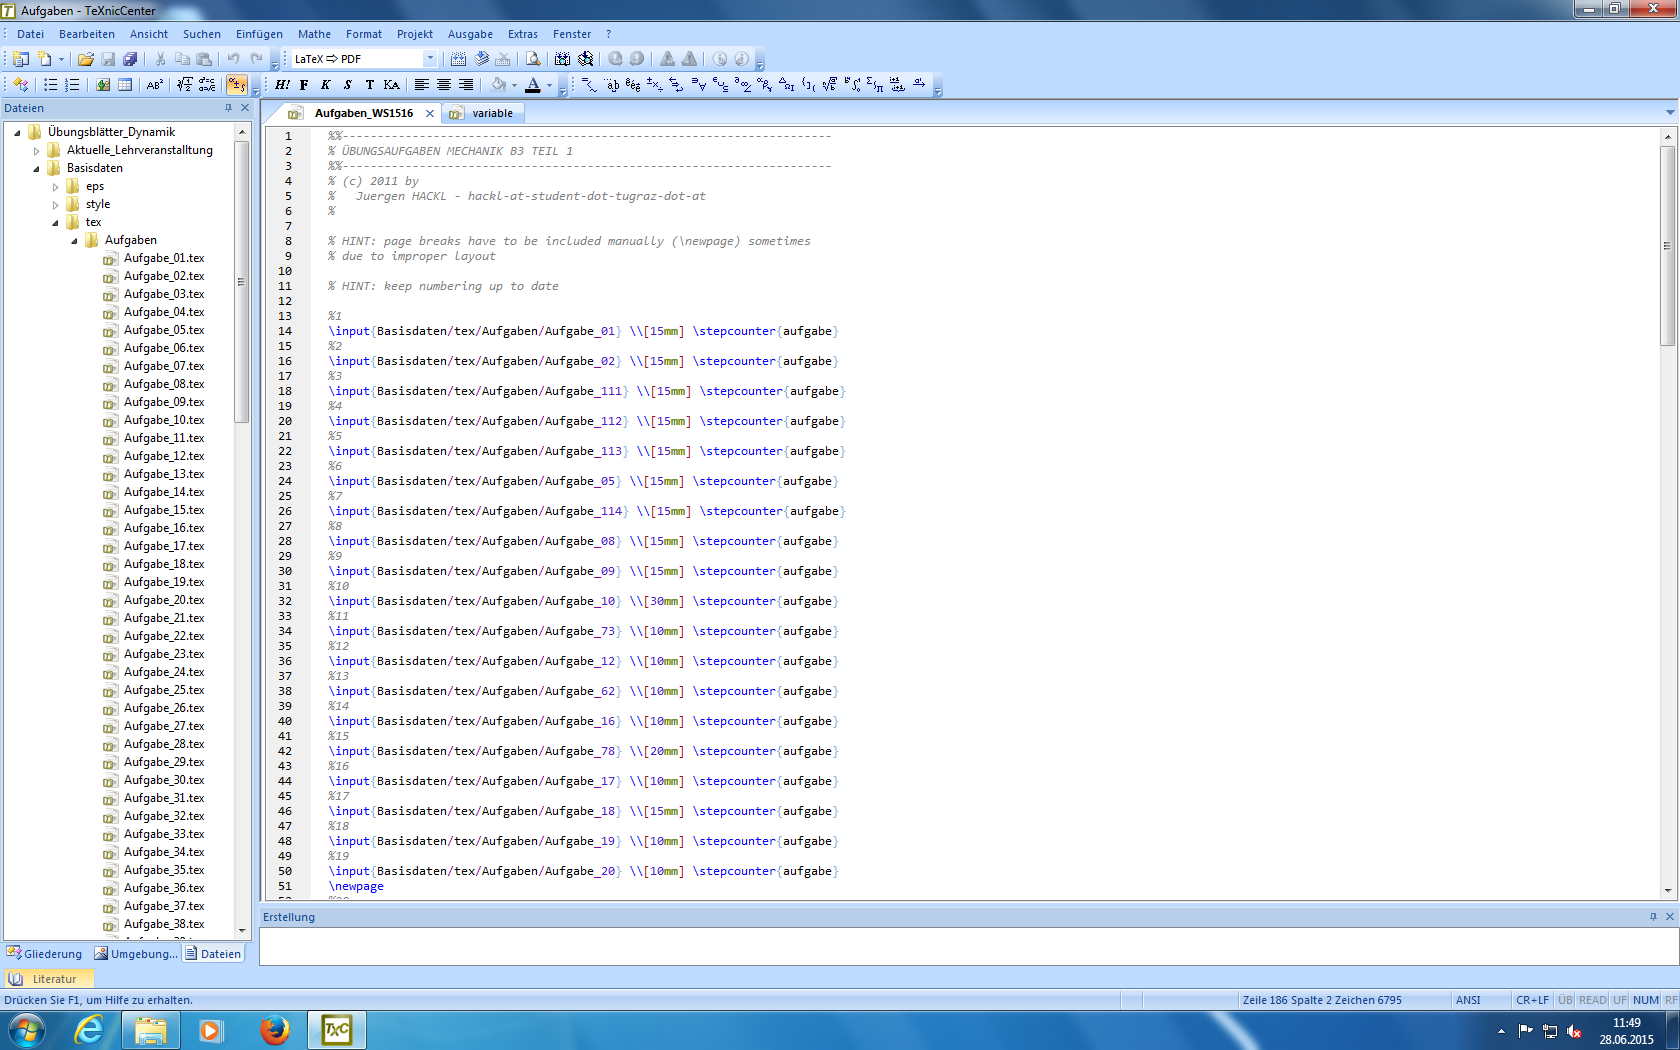 Aufgaben - TeXnicCenter
Datei Bearbeiten Ansicht Suchen Einfügen Mathe Format Projekt Ausgabe Extras Fenster ?
LaTeX ⇨ PDF
Dateien
Übungsblätter_Dynamik
Aktuelle_Lehrveranstalltung
Basisdaten
eps
style
tex
Aufgaben
Aufgabe_01.tex
Aufgabe_02.tex
Aufgabe_03.tex
Aufgabe_04.tex
Aufgabe_05.tex
Aufgabe_06.tex
Aufgabe_07.tex
Aufgabe_08.tex
Aufgabe_09.tex
Aufgabe_10.tex
Aufgabe_11.tex
Aufgabe_12.tex
Aufgabe_13.tex
Aufgabe_14.tex
Aufgabe_15.tex
Aufgabe_16.tex
Aufgabe_17.tex
Aufgabe_18.tex
Aufgabe_19.tex
Aufgabe_20.tex
Aufgabe_21.tex
Aufgabe_22.tex
Aufgabe_23.tex
Aufgabe_24.tex
Aufgabe_25.tex
Aufgabe_26.tex
Aufgabe_27.tex
Aufgabe_28.tex
Aufgabe_29.tex
Aufgabe_30.tex
Aufgabe_31.tex
Aufgabe_32.tex
Aufgabe_33.tex
Aufgabe_34.tex
Aufgabe_35.tex
Aufgabe_36.tex
Aufgabe_37.tex
Aufgabe_38.tex
Gliederung Umgebung... Dateien
Literatur
Aufgaben_WS1516 variable
1 %%----------------------------------------------------------------------
2 % ÜBUNGSAUFGABEN MECHANIK B3 TEIL 1
3 %%----------------------------------------------------------------------
4 % (c) 2011 by
5 % Juergen HACKL - hackl-at-student-dot-tugraz-dot-at
6 %
7
8 % HINT: page breaks have to be included manually (\newpage) sometimes
9 % due to improper layout
10
11 % HINT: keep numbering up to date
12
13 %1
14 \input{Basisdaten/tex/Aufgaben/Aufgabe_01} \\[15mm] \stepcounter{aufgabe}
15 %2
16 \input{Basisdaten/tex/Aufgaben/Aufgabe_02} \\[15mm] \stepcounter{aufgabe}
17 %3
18 \input{Basisdaten/tex/Aufgaben/Aufgabe_111} \\[15mm] \stepcounter{aufgabe}
19 %4
20 \input{Basisdaten/tex/Aufgaben/Aufgabe_112} \\[15mm] \stepcounter{aufgabe}
21 %5
22 \input{Basisdaten/tex/Aufgaben/Aufgabe_113} \\[15mm] \stepcounter{aufgabe}
23 %6
24 \input{Basisdaten/tex/Aufgaben/Aufgabe_05} \\[15mm] \stepcounter{aufgabe}
25 %7
26 \input{Basisdaten/tex/Aufgaben/Aufgabe_114} \\[15mm] \stepcounter{aufgabe}
27 %8
28 \input{Basisdaten/tex/Aufgaben/Aufgabe_08} \\[15mm] \stepcounter{aufgabe}
29 %9
30 \input{Basisdaten/tex/Aufgaben/Aufgabe_09} \\[15mm] \stepcounter{aufgabe}
31 %10
32 \input{Basisdaten/tex/Aufgaben/Aufgabe_10} \\[30mm] \stepcounter{aufgabe}
33 %11
34 \input{Basisdaten/tex/Aufgaben/Aufgabe_73} \\[10mm] \stepcounter{aufgabe}
35 %12
36 \input{Basisdaten/tex/Aufgaben/Aufgabe_12} \\[10mm] \stepcounter{aufgabe}
37 %13
38 \input{Basisdaten/tex/Aufgaben/Aufgabe_62} \\[10mm] \stepcounter{aufgabe}
39 %14
40 \input{Basisdaten/tex/Aufgaben/Aufgabe_16} \\[10mm] \stepcounter{aufgabe}
41 %15
42 \input{Basisdaten/tex/Aufgaben/Aufgabe_78} \\[20mm] \stepcounter{aufgabe}
43 %16
44 \input{Basisdaten/tex/Aufgaben/Aufgabe_17} \\[10mm] \stepcounter{aufgabe}
45 %17
46 \input{Basisdaten/tex/Aufgaben/Aufgabe_18} \\[15mm] \stepcounter{aufgabe}
47 %18
48 \input{Basisdaten/tex/Aufgaben/Aufgabe_19} \\[10mm] \stepcounter{aufgabe}
49 %19
50 \input{Basisdaten/tex/Aufgaben/Aufgabe_20} \\[10mm] \stepcounter{aufgabe}
51 \newpage
Erstellung
Drücken Sie F1, um Hilfe zu erhalten. Zeile 186 Spalte 2 Zeichen 6795 ANSI CR+LF ÜB READ UF NUM RF
TXC 11:49
28.06.2015